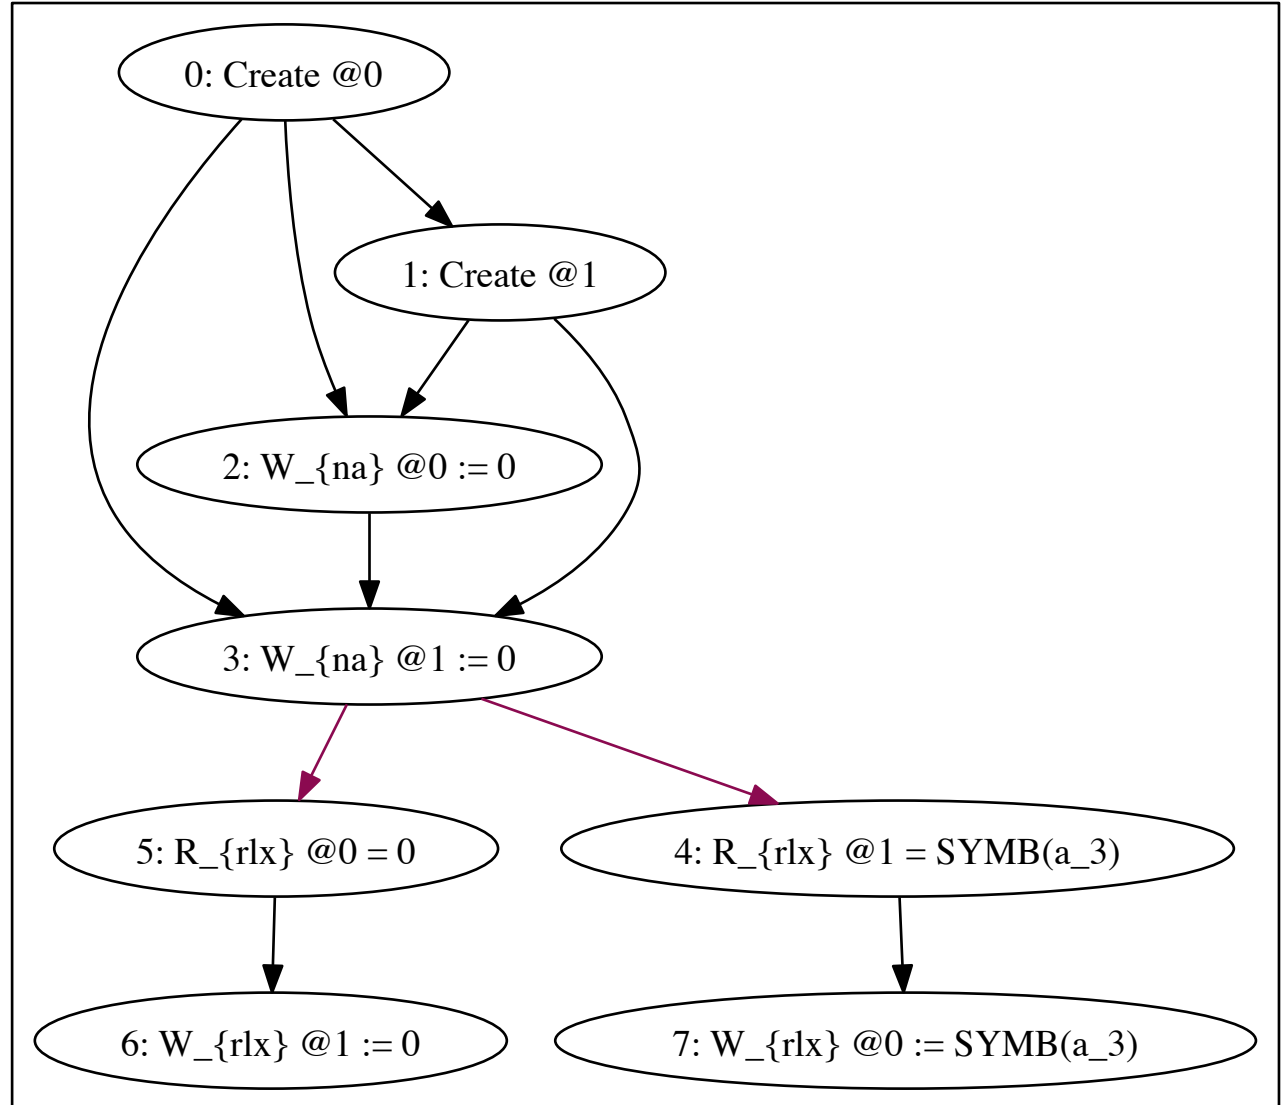 0: Create @0
1: Create @1
2: W_{na} @0 := 0
3: W_{na} @1 := 0
5: R_{rlx} @0 = 0
4: R_{rlx} @1 = SYMB(a_3)
6: W_{rlx} @1 := 0
7: W_{rlx} @0 := SYMB(a_3)